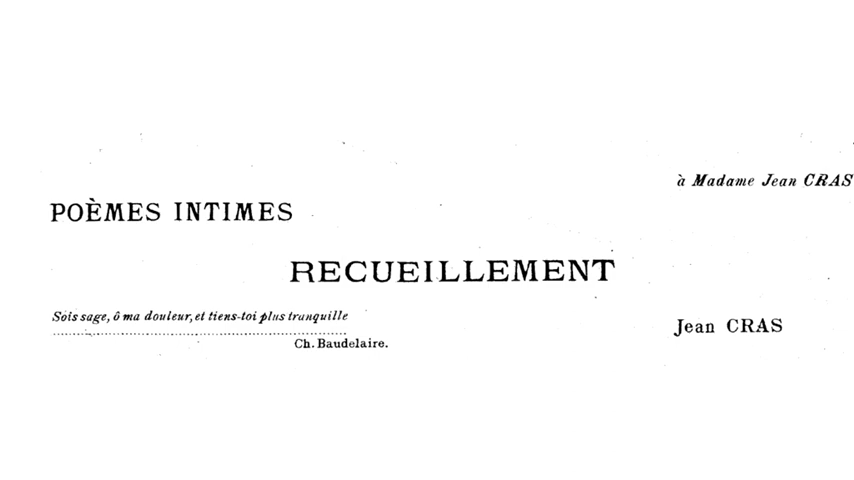 à Madame Jean CRAS
POÈMES INTIMES
RECUEILLEMENT
Sois sage, ô ma douleur, et tiens-toi plus tranquille
Ch. Baudelaire.
Jean CRAS